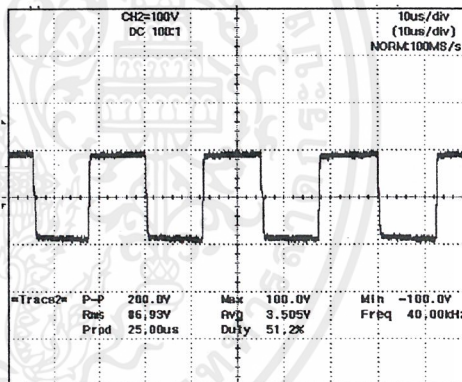 CH2=100V 10us/div
DC 100:1 (10us/div)
NORM:100MS/s
=Trace2= P-P 200.0V Max 100.0V Min -100.0V
Rms 86.93V Avg 3.505V Freq 40.00kHz
Prod 25.00us Duty 51.2%